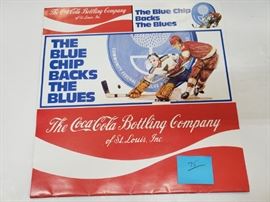 The Coca-Cola Bottling Company
of St. Louis, Inc
The Blue Chip
Backs
The Blues
THE
BLUE CHIP
BACKS
THE BLUES
The Coca-Cola Bottling Company
of St. Louis, Inc
75